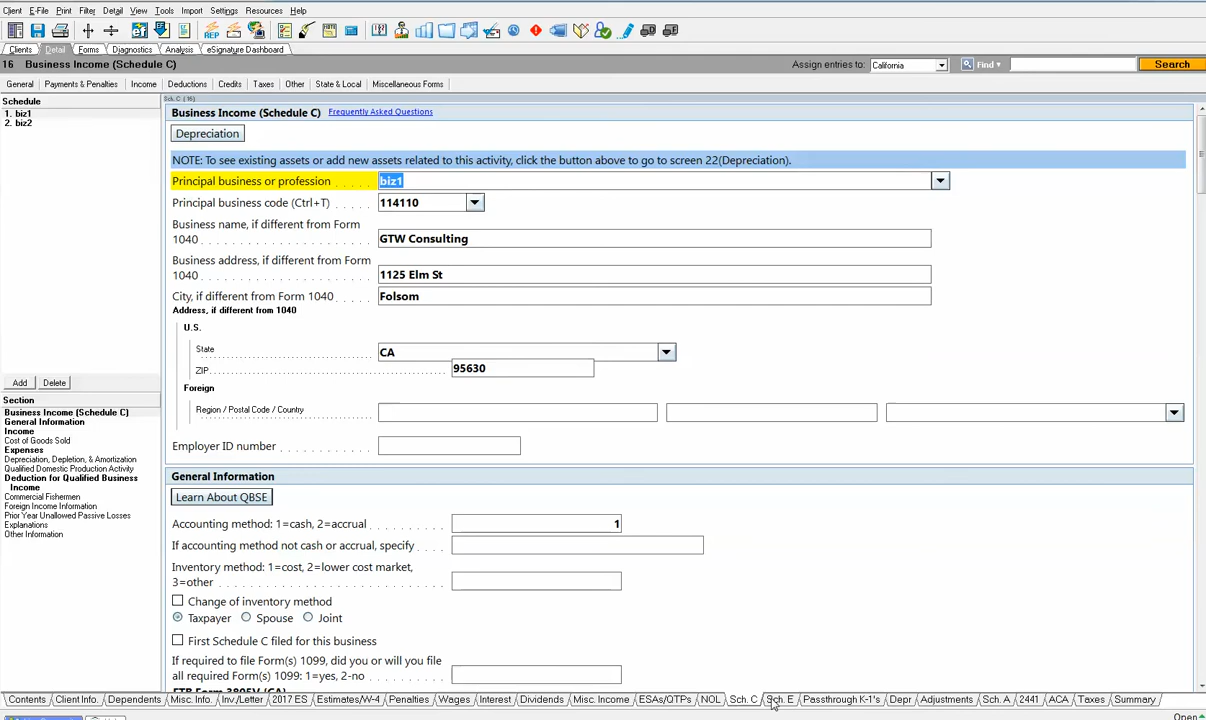 Client E-File Print Filter Detail View Tools Import Settings Resources Help
REP
Clients Detail Forms Diagnostics Analysis eSignature Dashboard
16 Business Income (Schedule C) Assign entries to: California Find Search
General Payments & Penalties Income Deductions Credits Taxes Other State & Local Miscellaneous Forms
Schedule
1. biz1
2. biz2
Add Delete
Section
Business Income (Schedule C)
General Information
Income
Cost of Goods Sold
Expenses
Depreciation, Depletion, & Amortization
Qualified Domestic Production Activity
Deduction for Qualified Business
Income
Commercial Fishermen
Foreign Income Information
Prior Year Unallowed Passive Losses
Explanations
Other Information
Sch. C (16)
Business Income (Schedule C) Frequently Asked Questions
Depreciation
NOTE: To see existing assets or add new assets related to this activity, click the button above to go to screen 22(Depreciation).
Principal business or profession . . . . . biz1
Principal business code (Ctrl+T) 114110
Business name, if different from Form
1040 GTW Consulting
Business address, if different from Form
1040 1125 Elm St
City, if different from Form 1040 . . . . . Folsom
Address, if different from 1040
U.S.
State CA
ZIP 95630
Foreign
Region / Postal Code / Country
Employer ID number
General Information
Learn About QBSE
Accounting method: 1=cash, 2=accrual 1
If accounting method not cash or accrual, specify
Inventory method: 1=cost, 2=lower cost market,
3=other
Change of inventory method
Taxpayer Spouse Joint
First Schedule C filed for this business
If required to file Form(s) 1099, did you or will you file
all required Form(s) 1099: 1=yes, 2-no
FTB Form 3805V (CA)
Contents Client Info. Dependents Misc. Info. Inv./Letter 2017 ES Estimates/W-4 Penalties Wages Interest Dividends Misc. Income ESAs/QTPs NOL Sch. C Sch. E Passthrough K-1's Depr Adjustments Sch. A 2441 ACA Taxes Summary
Open